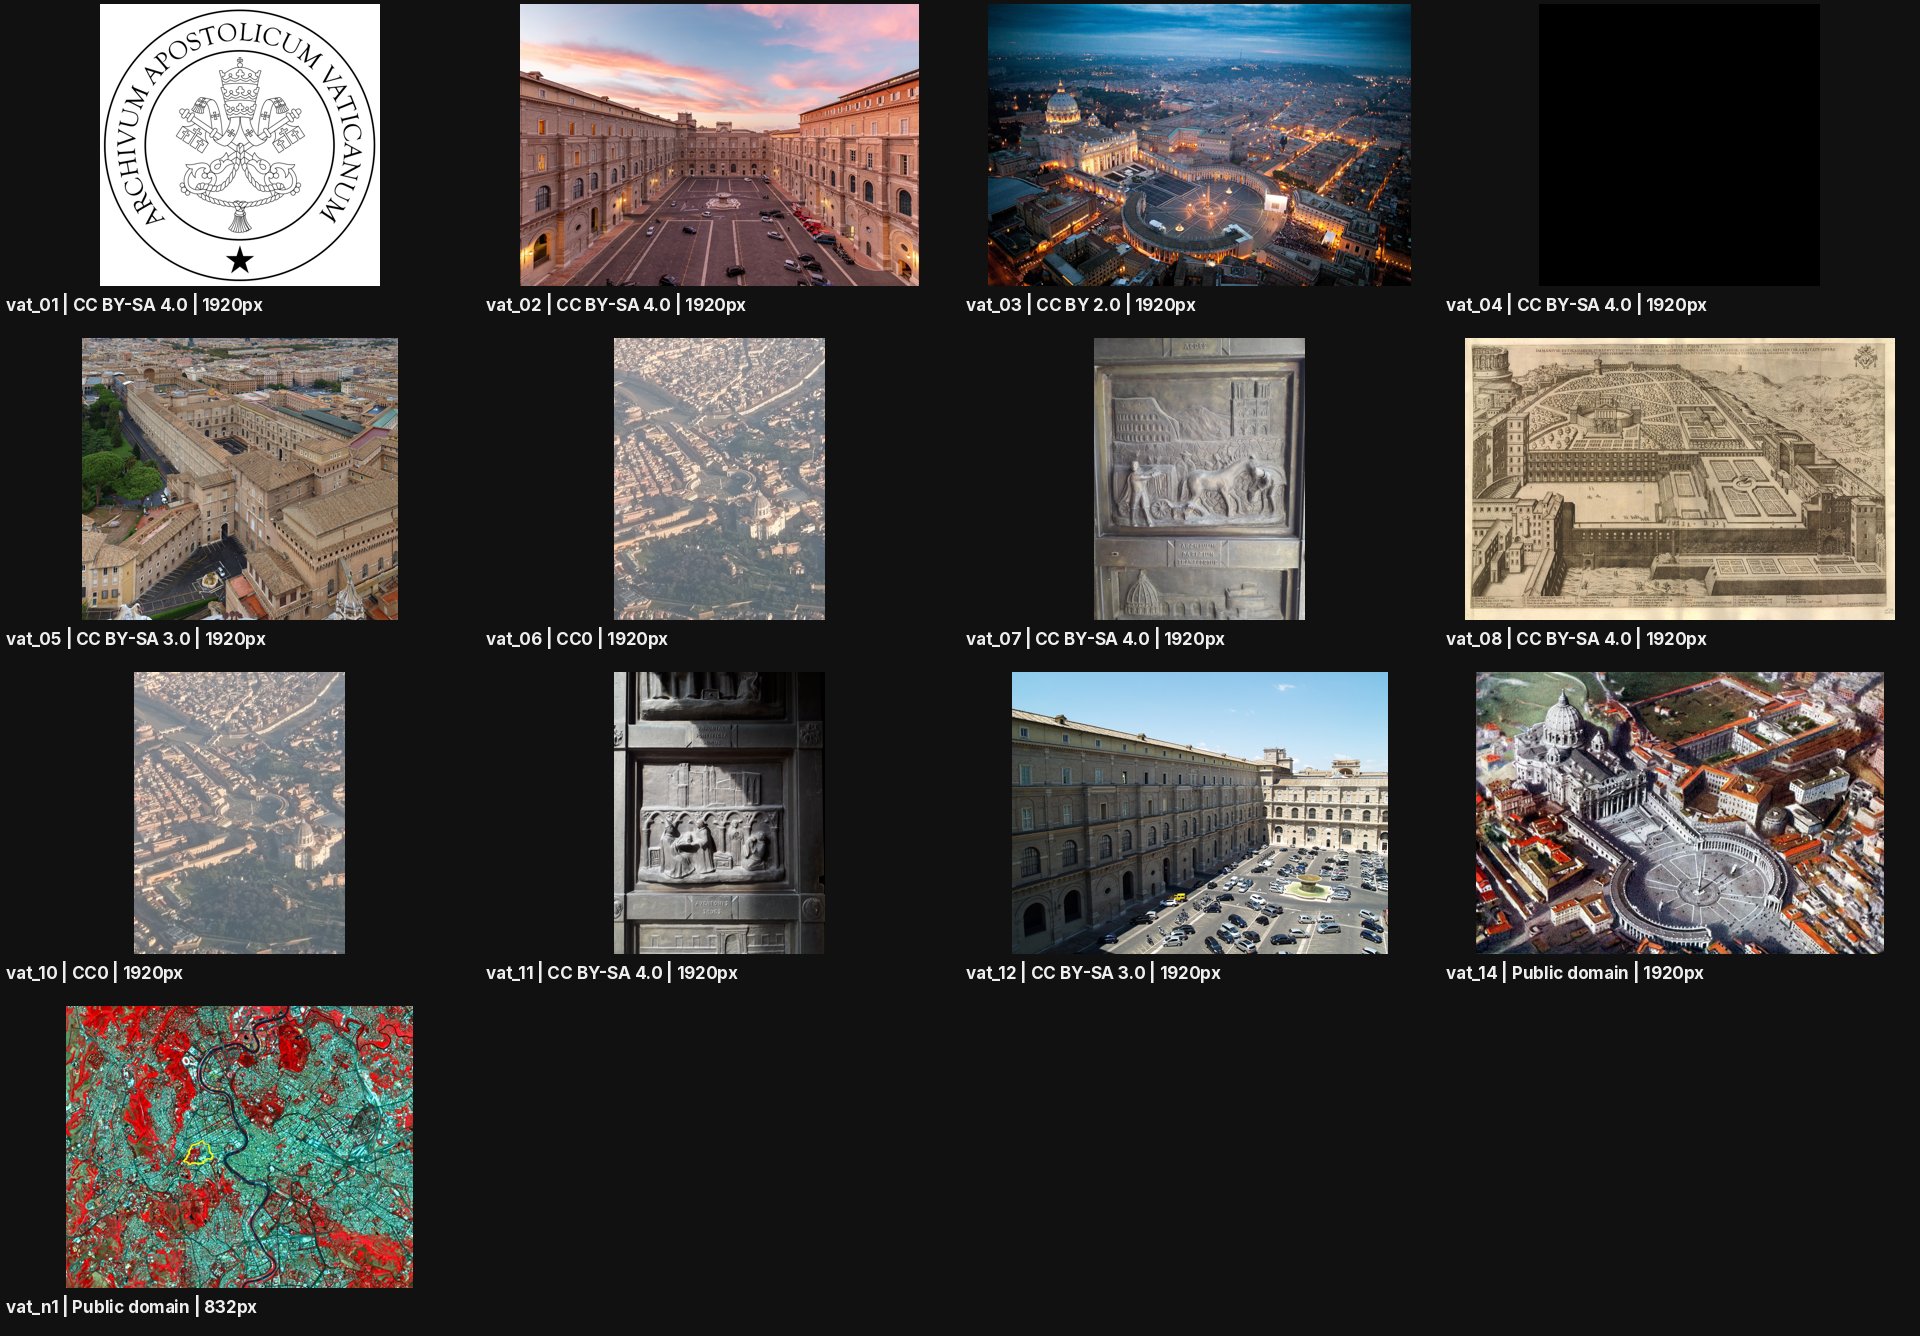 ARCHIVUM APOSTOLICUM VATICANUM
vat_01 | CC BY-SA 4.0 | 1920px
vat_02 | CC BY-SA 4.0 | 1920px
vat_03 | CC BY 2.0 | 1920px
vat_04 | CC BY-SA 4.0 | 1920px
vat_05 | CC BY-SA 3.0 | 1920px
vat_06 | CC0 | 1920px
vat_07 | CC BY-SA 4.0 | 1920px
vat_08 | CC BY-SA 4.0 | 1920px
vat_10 | CC0 | 1920px
vat_11 | CC BY-SA 4.0 | 1920px
vat_12 | CC BY-SA 3.0 | 1920px
vat_14 | Public domain | 1920px
vat_n1 | Public domain | 832px